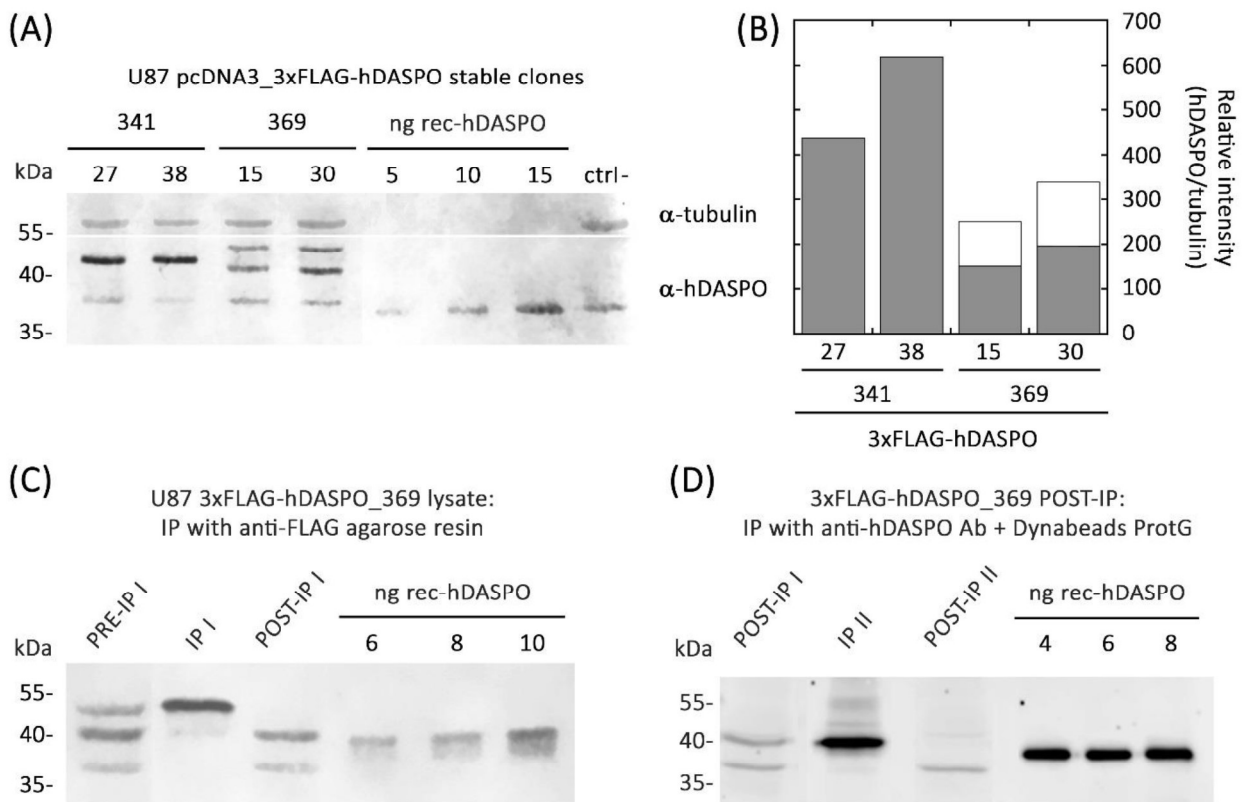 (A)
U87 pcDNA3_3xFLAG-hDASPO stable clones
341 369 ng rec-hDASPO
kDa 27 38 15 30 5 10 15 ctrl-
55-
40-
35-
(B)
α-tubulin
α-hDASPO
700
600
500
400
300
200
100
0
Relative intensity
(hDASPO/tubulin)
27 38 15 30
341 369
3xFLAG-hDASPO
(C)
U87 3xFLAG-hDASPO_369 lysate:
IP with anti-FLAG agarose resin
PRE-IP I IP I POST-IP I ng rec-hDASPO
kDa 6 8 10
55-
40-
35-
(D)
3xFLAG-hDASPO_369 POST-IP:
IP with anti-hDASPO Ab + Dynabeads ProtG
POST-IP I IP II POST-IP II ng rec-hDASPO
kDa 4 6 8
55-
40-
35-